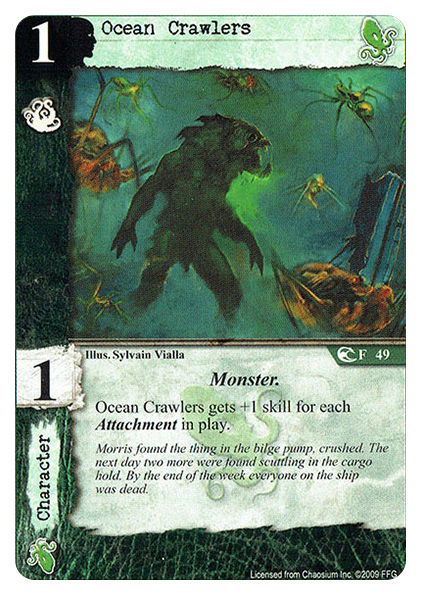 1
Ocean Crawlers
Illus. Sylvain Vialla
F 49
1
Monster.
Ocean Crawlers gets +1 skill for each
Attachment in play.
Morris found the thing in the bilge pump, crushed. The
next day two more were found scuttling in the cargo
hold. By the end of the week everyone on the ship
was dead.
Character
Licensed from Chaosium Inc. ©2009 FFG